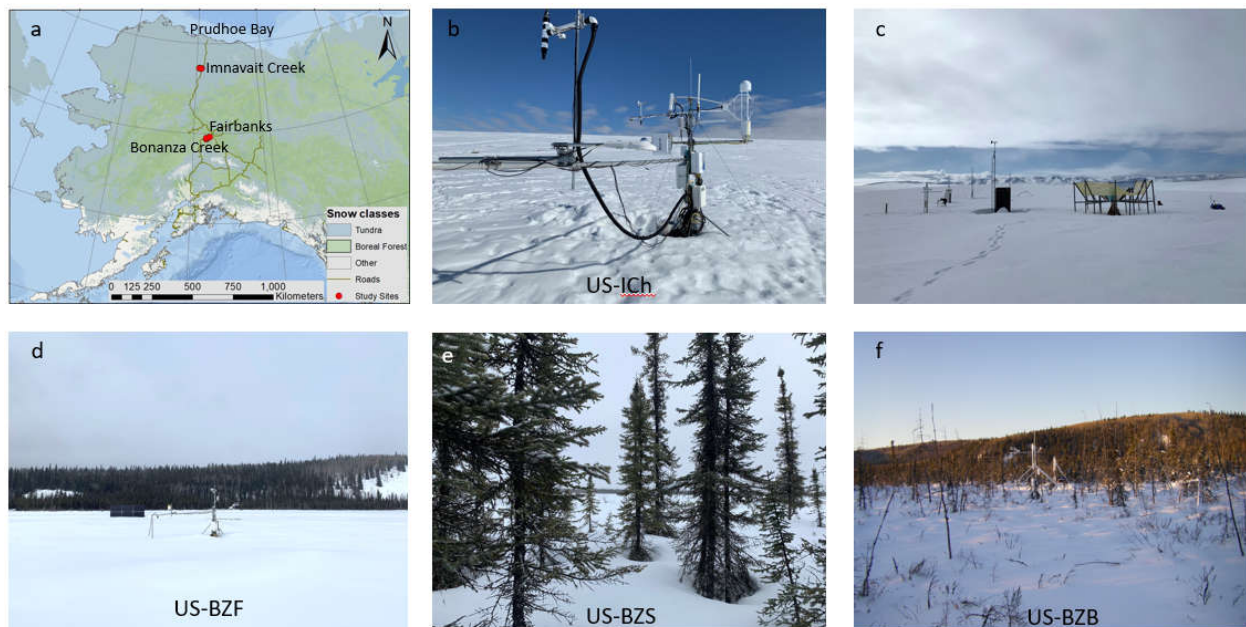 a
Prudhoe Bay
N
Imnavait Creek
Fairbanks
Bonanza Creek
Snow classes
Tundra
Boreal Forest
Other
Roads
Study Sites
0 125 250 500 750 1,000
Kilometers
b
US-ICh
c
d
US-BZF
e
US-BZS
f
US-BZB